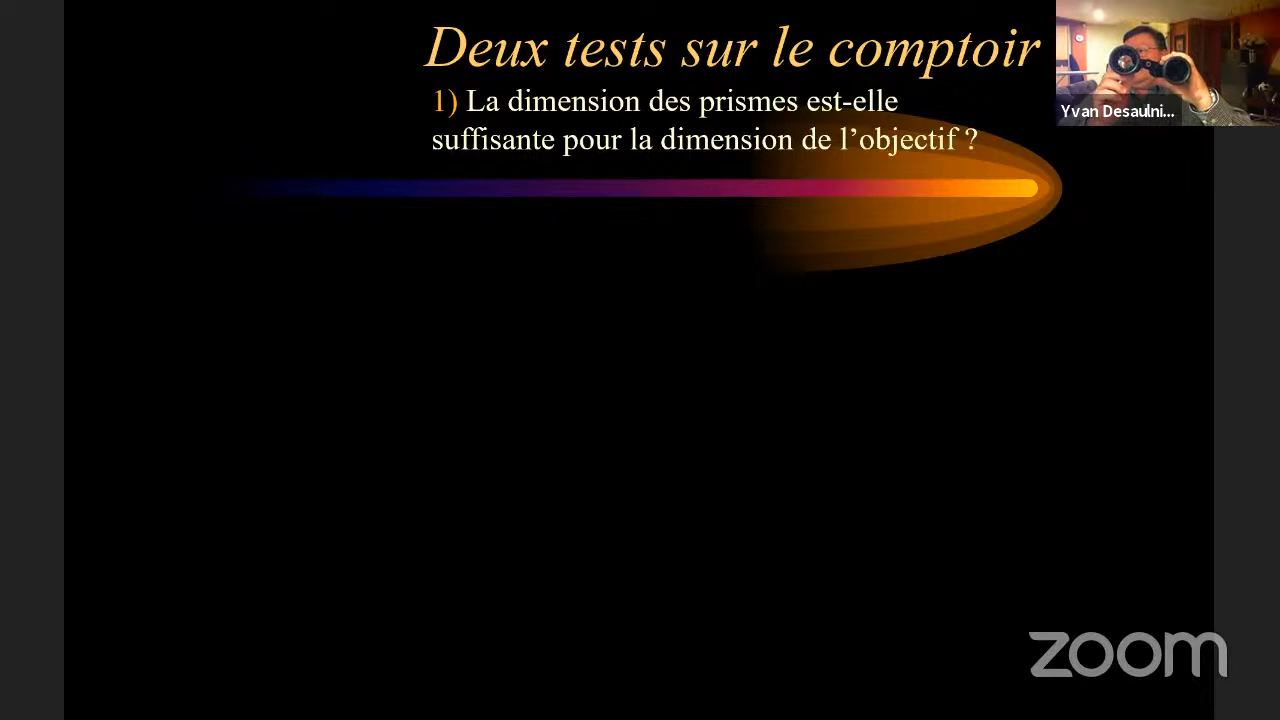 Deux tests sur le comptoir
1) La dimension des prismes est-elle
suffisante pour la dimension de l’objectif ?
Yvan Desaulni...
zoom